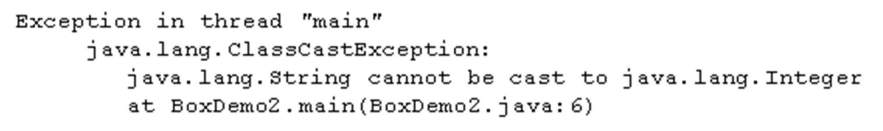 Exception in thread "main"
java.lang.ClassCastException:
java.lang.String cannot be cast to java.lang.Integer
at BoxDemo2.main(BoxDemo2.java:6)